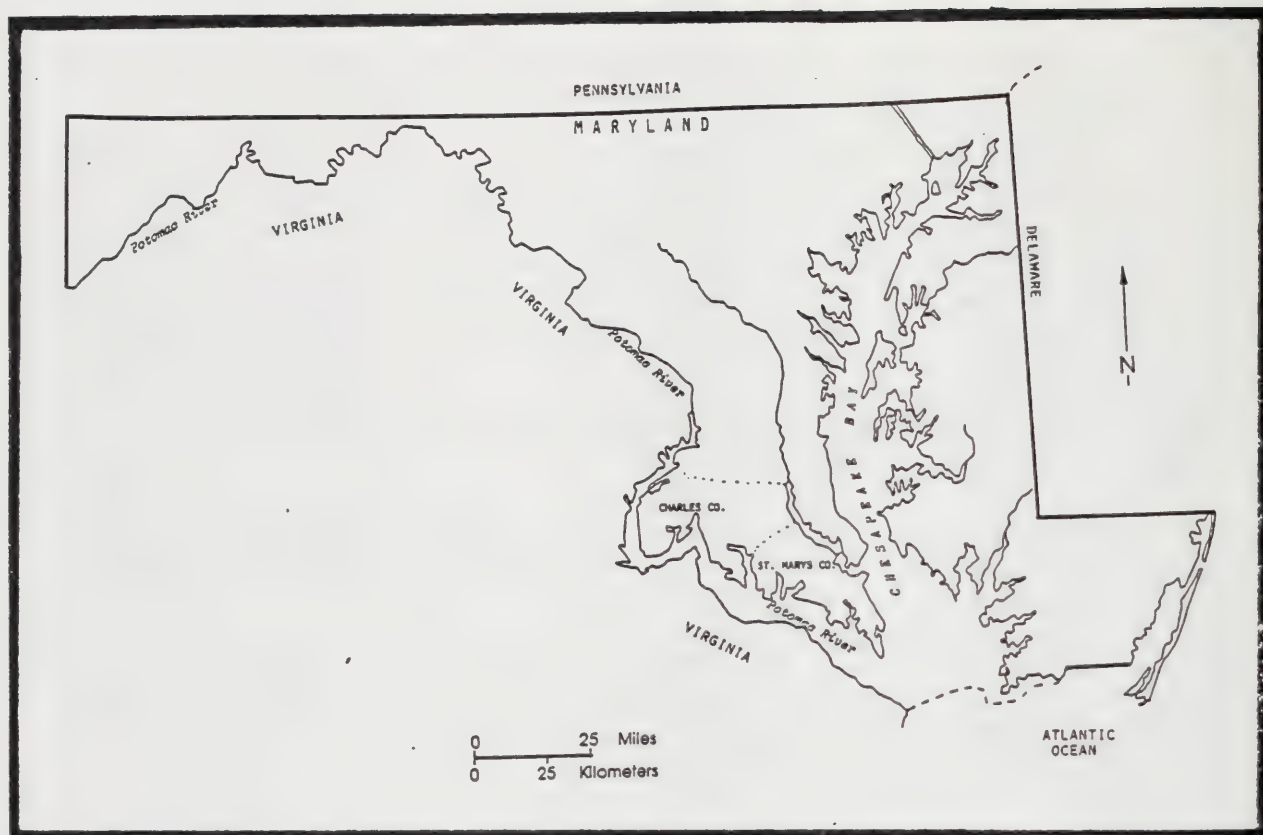 PENNSYLVANIA
MARYLAND
Potomac River
VIRGINIA
DELAWARE
VIRGINIA
Potomac River
N
CHESAPEAKE BAY
CHARLES CO.
ST. MARYS CO.
Potomac River
VIRGINIA
0 25 Miles
0 25 Kilometers
ATLANTIC
OCEAN